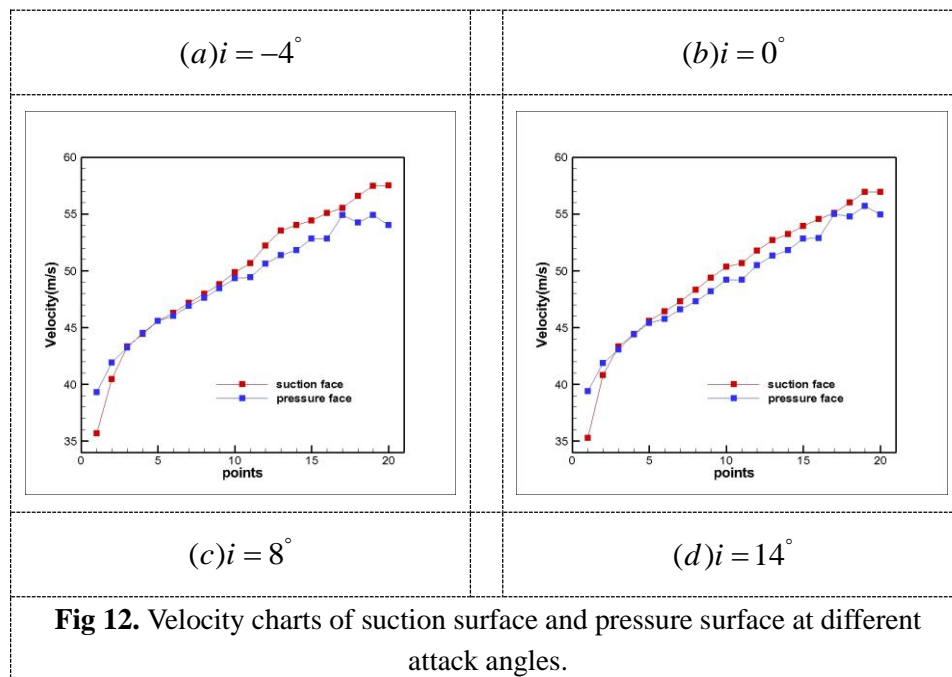 (a)i = −4° (b)i = 0°
60
55
50
45
40
35
Velocity(m/s)
suction face
pressure face
0 5 10 15 20
points
60
55
50
45
40
35
Velocity(m/s)
suction face
pressure face
0 5 10 15 20
points
(c)i = 8° (d)i = 14°
Fig 12. Velocity charts of suction surface and pressure surface at different
attack angles.